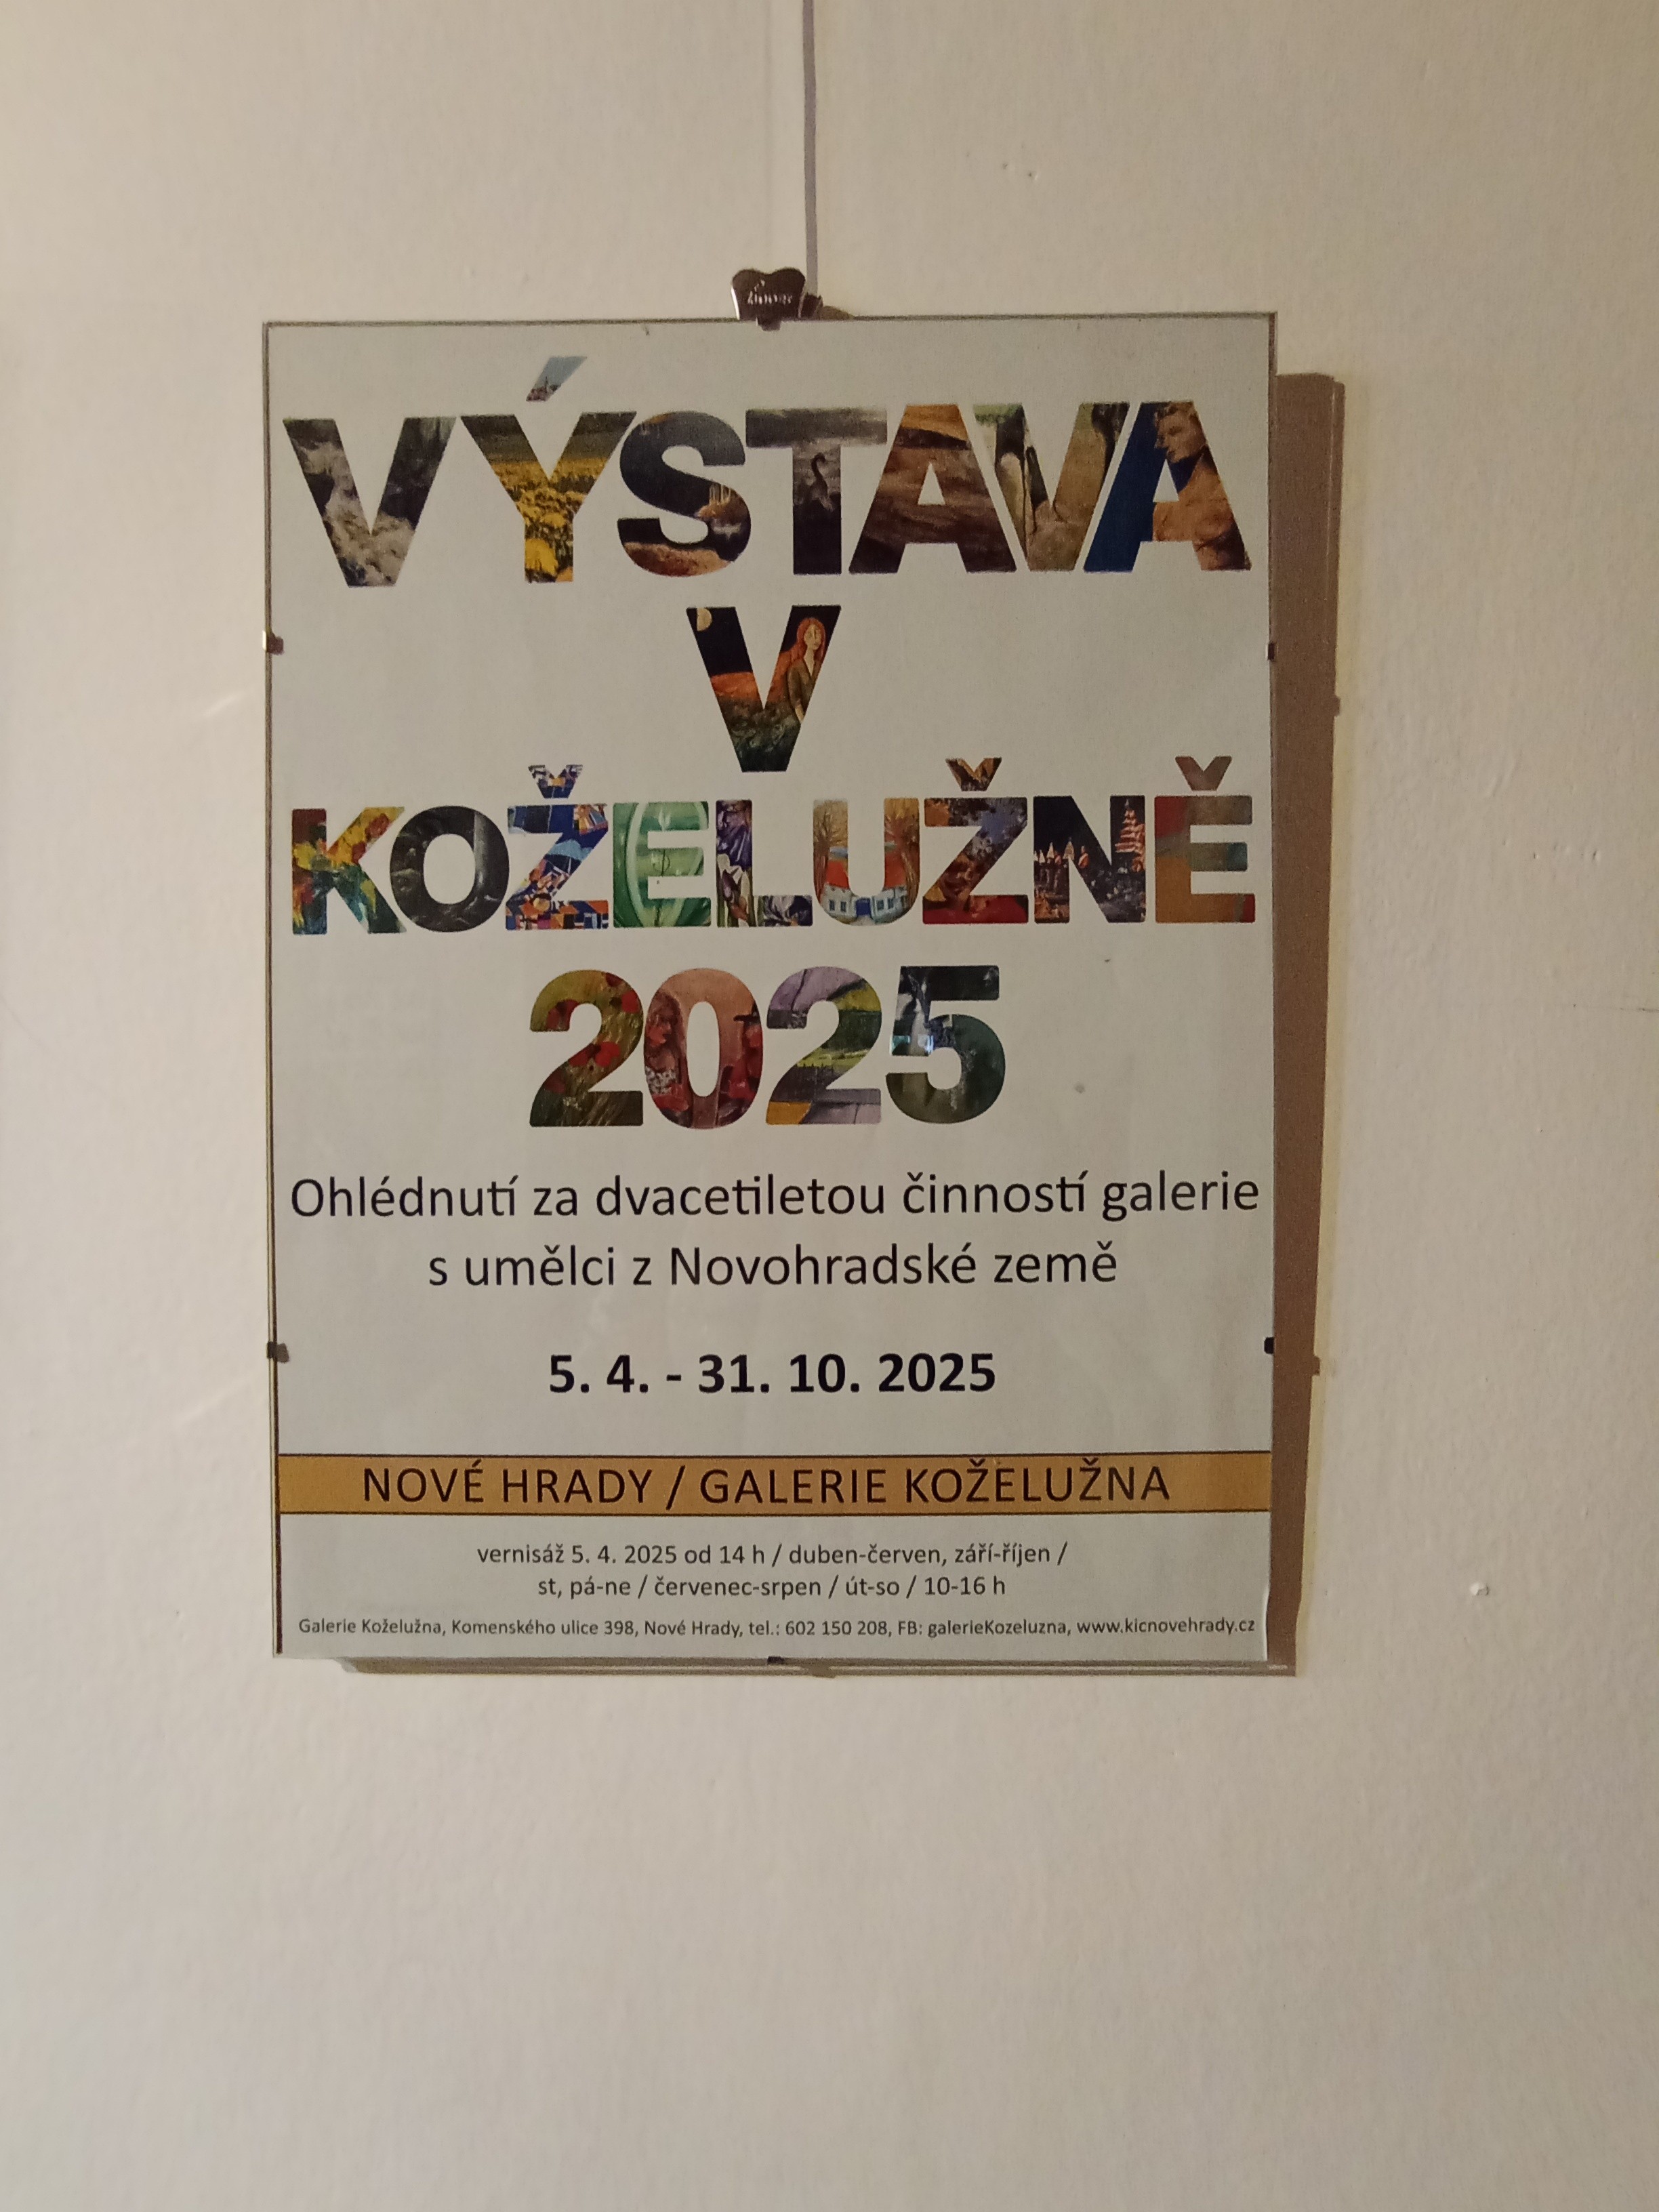 VÝSTAVA
V
KOŽELUŽNĚ
2025
Ohlédnutí za dvacetiletou činností galerie
s umělci z Novohradské země
5. 4. - 31. 10. 2025
NOVÉ HRADY / GALERIE KOŽELUŽNA
vernisáž 5. 4. 2025 od 14 h / duben-červen, září-říjen /
st, pá-ne / červenec-srpen / út-so / 10-16 h
Galerie Koželužna, Komenského ulice 398, Nové Hrady, tel.: 602 150 208, FB: galerieKozeluzna, www.kicnovehrady.cz